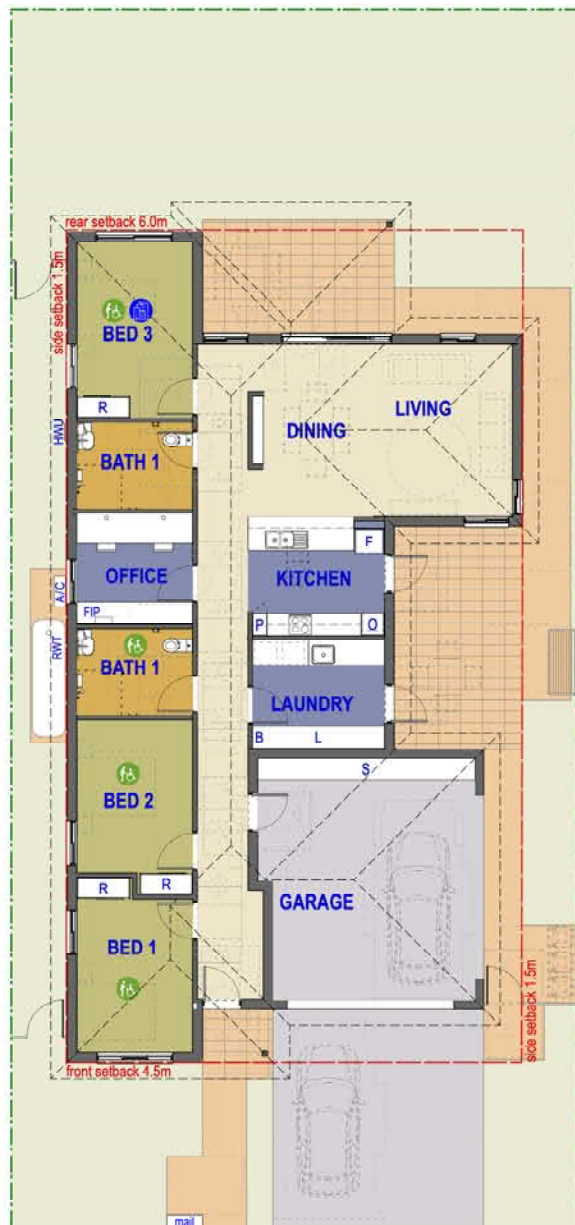 rear setback 6.0m
side setback 1.5m
BED 3
R
LIVING
DINING
HWU
BATH 1
F
OFFICE
KITCHEN
A/C
FIP
P
O
RWT
BATH 1
LAUNDRY
B
L
S
BED 2
R
R
GARAGE
BED 1
side setback 1.5m
front setback 4.5m
mail